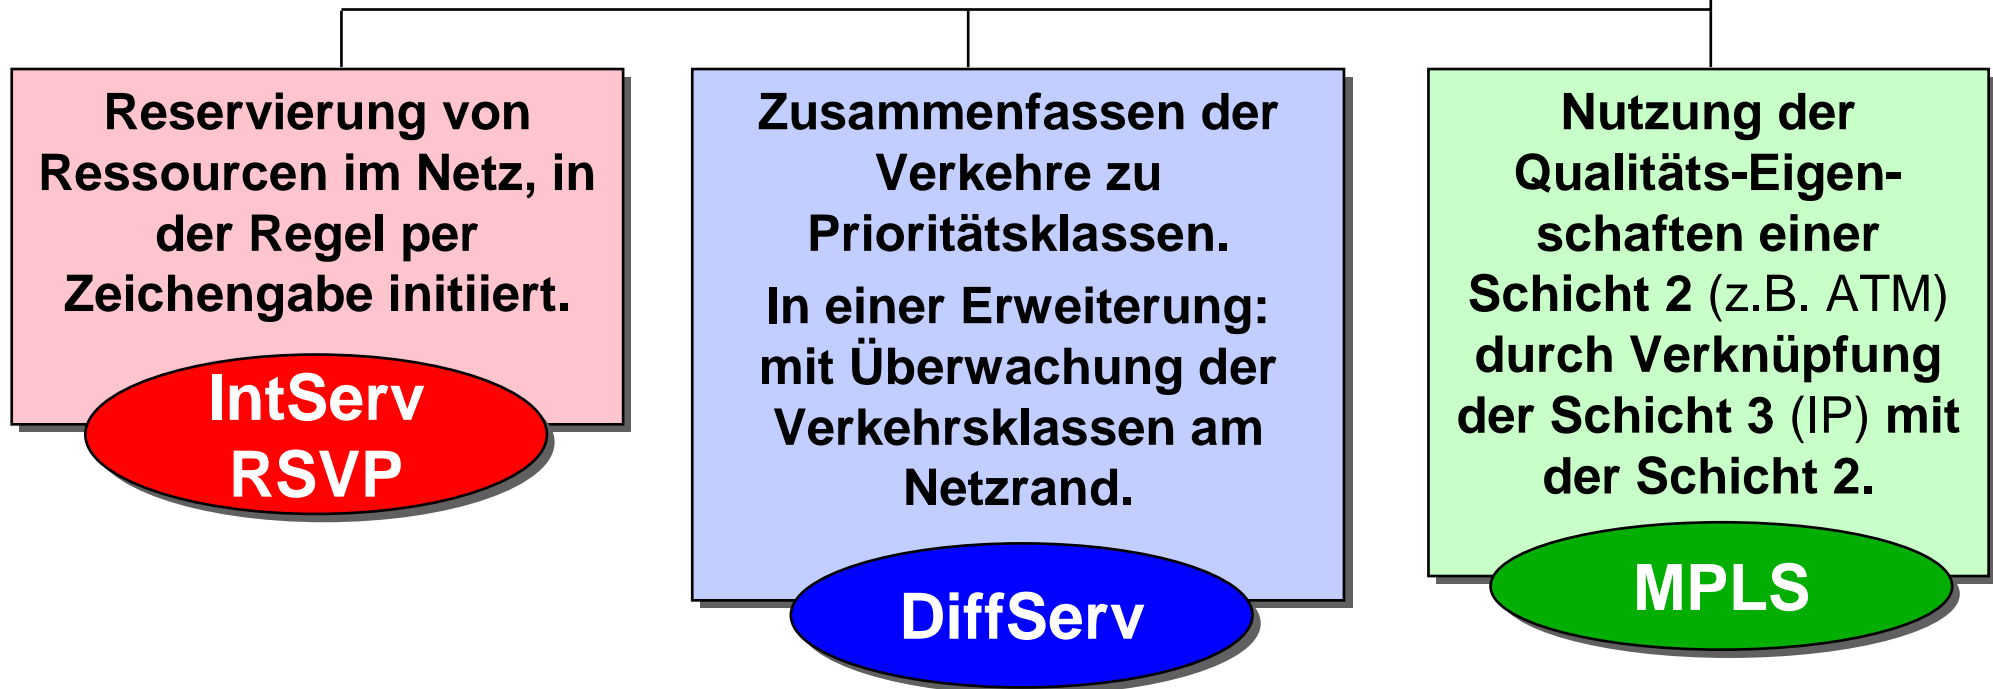 Reservierung von
Ressourcen im Netz, in
der Regel per
Zeichengabe initiiert.
IntServ
RSVP
Zusammenfassen der
Verkehre zu
Prioritätsklassen.
In einer Erweiterung:
mit Überwachung der
Verkehrsklassen am
Netzrand.
DiffServ
Nutzung der
Qualitäts-Eigen-
schaften einer
Schicht 2 (z.B. ATM)
durch Verknüpfung
der Schicht 3 (IP) mit
der Schicht 2.
MPLS